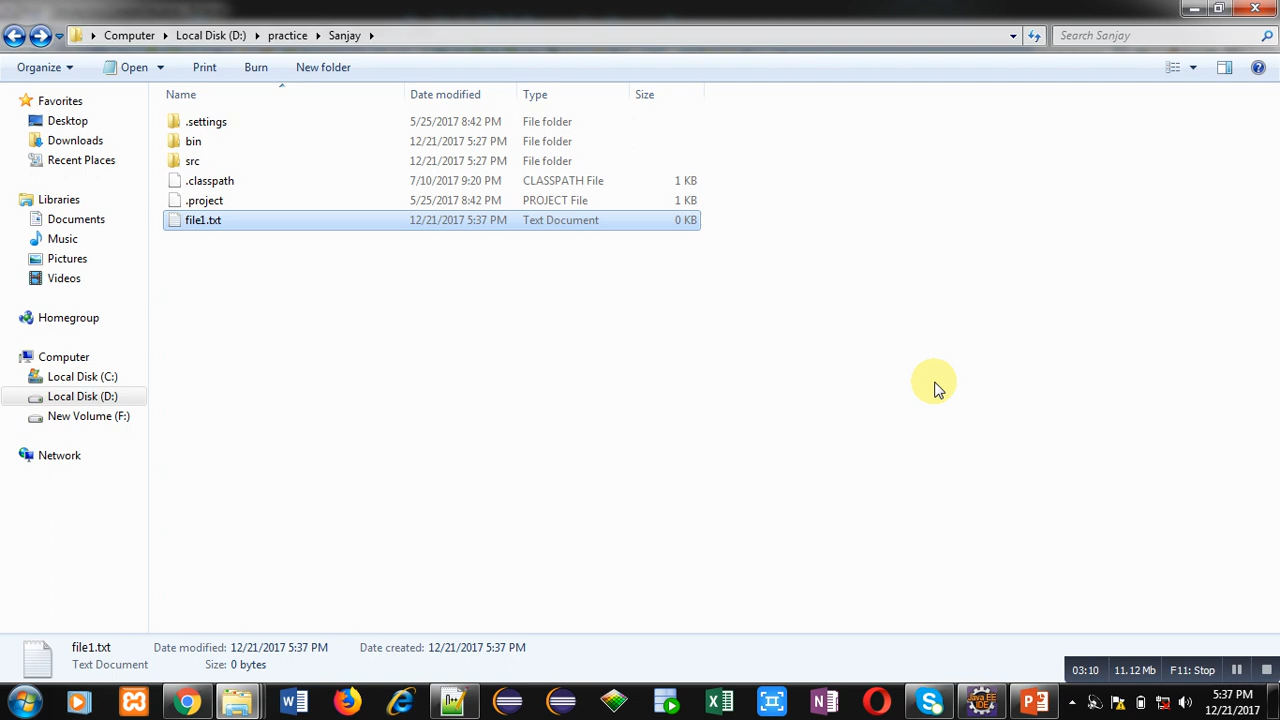 Computer Local Disk (D:) practice Sanjay Search Sanjay
Organize Open Print Burn New folder
Name Date modified Type Size
.settings 5/25/2017 8:42 PM File folder
bin 12/21/2017 5:27 PM File folder
src 12/21/2017 5:27 PM File folder
.classpath 7/10/2017 9:20 PM CLASSPATH File 1 KB
.project 5/25/2017 8:42 PM PROJECT File 1 KB
file1.txt 12/21/2017 5:37 PM Text Document 0 KB
Favorites
Desktop
Downloads
Recent Places
Libraries
Documents
Music
Pictures
Videos
Homegroup
Computer
Local Disk (C:)
Local Disk (D:)
New Volume (F:)
Network
file1.txt Date modified: 12/21/2017 5:37 PM Date created: 12/21/2017 5:37 PM
Text Document Size: 0 bytes
03:10 11.12 Mb F11: Stop
Java EE
IDE
5:37 PM
12/21/2017